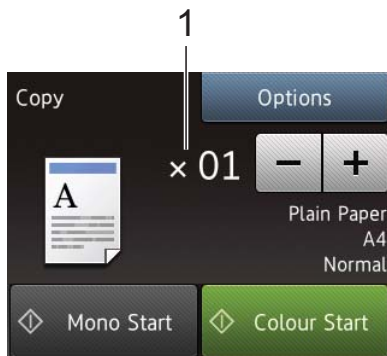 1
Copy
Options
A
× 01
− +
Plain Paper
A4
Normal
Mono Start
Colour Start